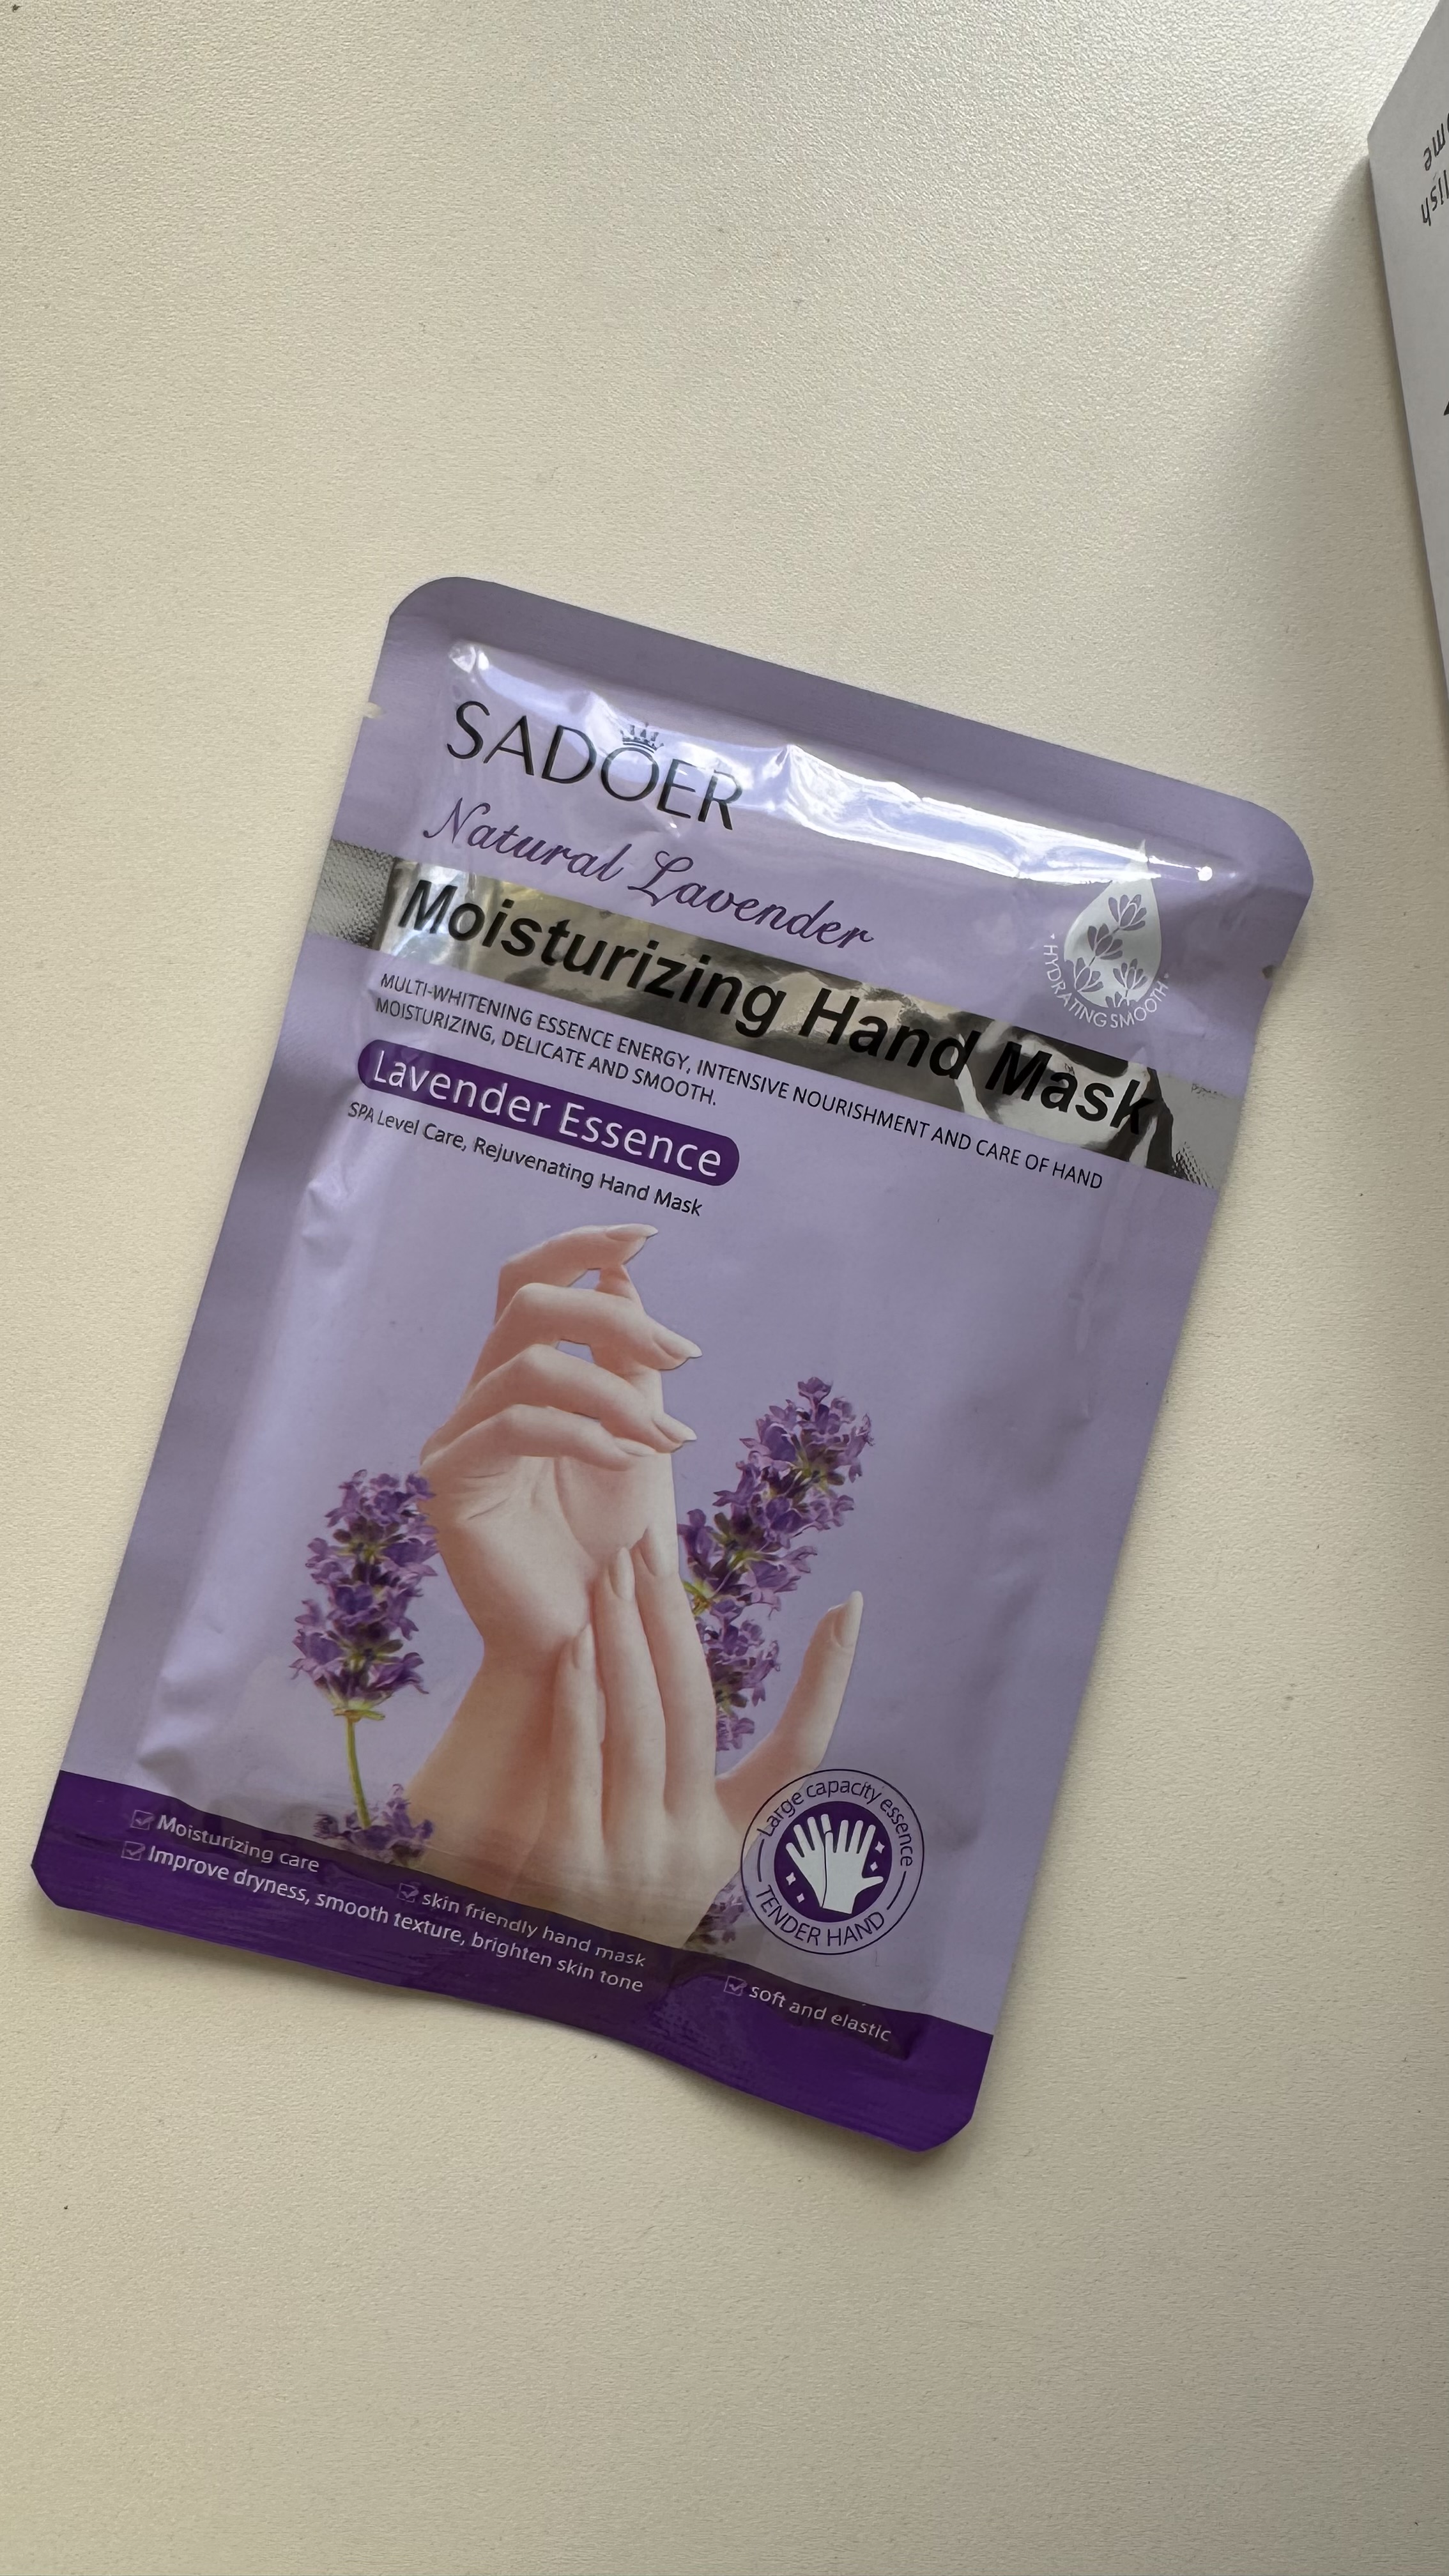 SADOER
Natural Lavender
Moisturizing Hand Mask
HYDRATING SMOOTH
MULTI-WHITENING ESSENCE ENERGY, INTENSIVE NOURISHMENT AND CARE OF HAND
MOISTURIZING, DELICATE AND SMOOTH.
Lavender Essence
SPA Level Care, Rejuvenating Hand Mask
Large capacity essence
TENDER HAND
Moisturizing care
skin friendly hand mask
soft and elastic
Improve dryness, smooth texture, brighten skin tone